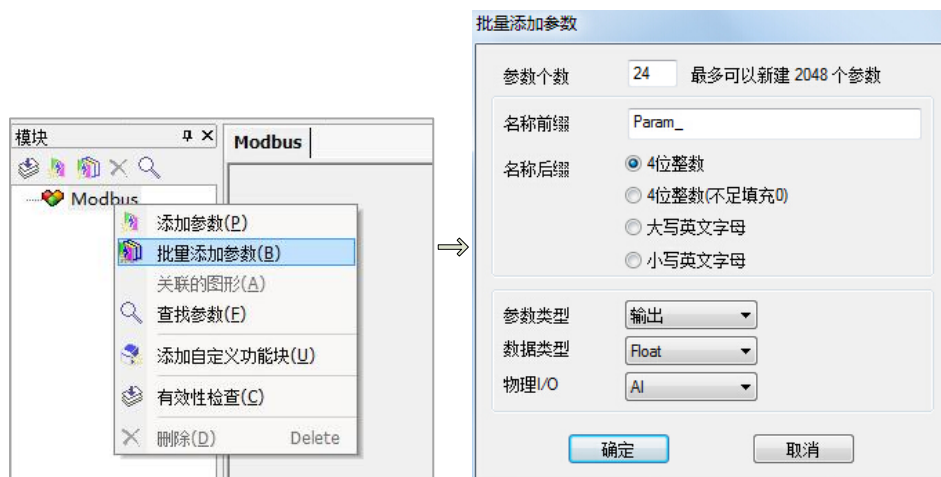 模块
Modbus
Modbus
添加参数(P)
批量添加参数(B)
关联的图形(A)
查找参数(F)
添加自定义功能块(U)
有效性检查(C)
删除(D) Delete
批量添加参数
参数个数 24 最多可以新建 2048 个参数
名称前缀 Param_
名称后缀 4位整数
4位整数(不足填充0)
大写英文字母
小写英文字母
参数类型 输出
数据类型 Float
物理I/O AI
确定 取消